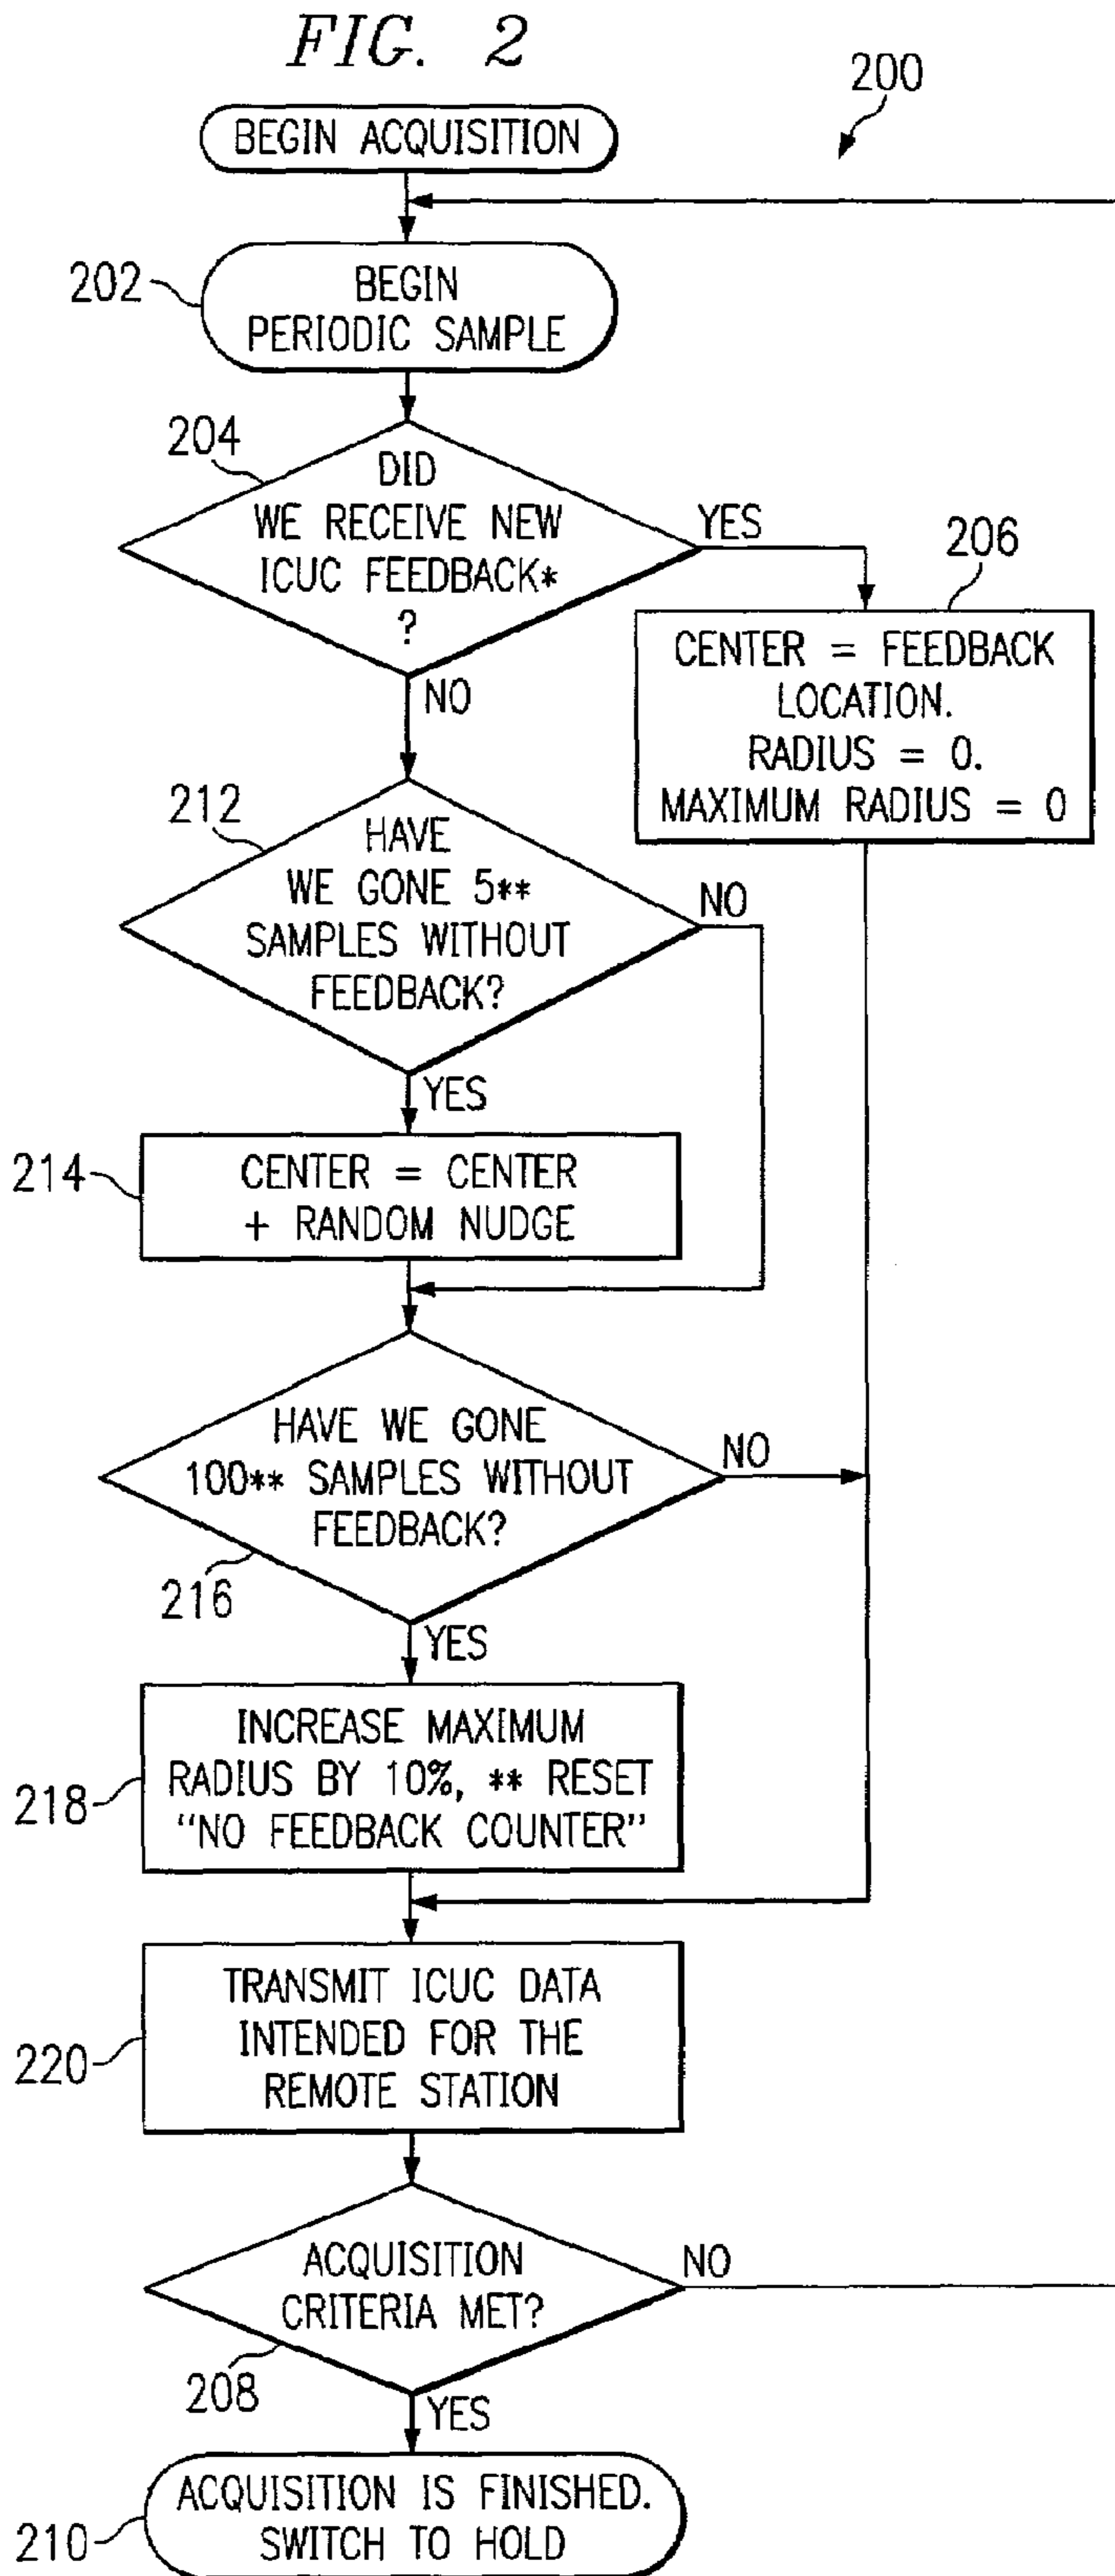 FIG. 2
200
BEGIN ACQUISITION
202
BEGIN
PERIODIC SAMPLE
204
DID
WE RECEIVE NEW
ICUC FEEDBACK*
?
YES
NO
206
CENTER = FEEDBACK
LOCATION.
RADIUS = 0.
MAXIMUM RADIUS = 0
212
HAVE
WE GONE 5**
SAMPLES WITHOUT
FEEDBACK?
NO
YES
214
CENTER = CENTER
+ RANDOM NUDGE
HAVE WE GONE
100** SAMPLES WITHOUT
FEEDBACK?
NO
216
YES
218
INCREASE MAXIMUM
RADIUS BY 10%, ** RESET
"NO FEEDBACK COUNTER"
220
TRANSMIT ICUC DATA
INTENDED FOR THE
REMOTE STATION
ACQUISITION
CRITERIA MET?
NO
208
YES
210
ACQUISITION IS FINISHED.
SWITCH TO HOLD